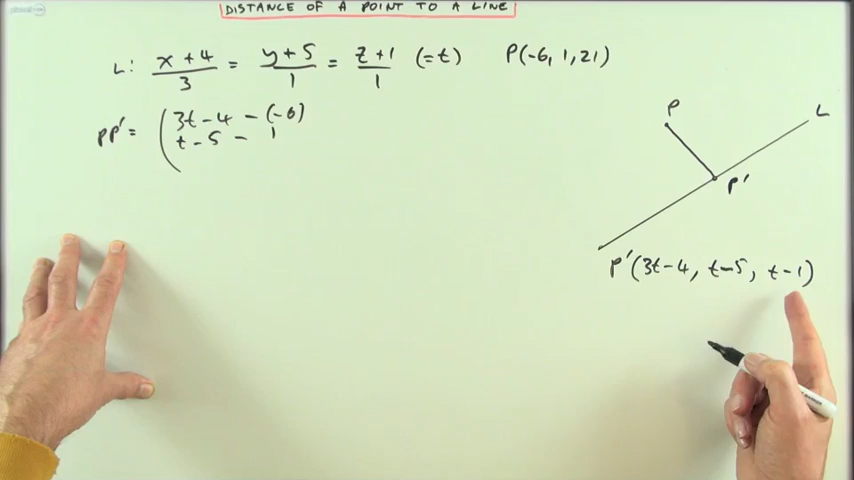 DISTANCE OF A POINT TO A LINE
L: x+4/3 = y+5/1 = z+1/1 (=t) P(-6, 1, 21)
PP' = (3t-4 - (-6)
t-5 - 1
P
L
P'
P'(3t-4, t-5, t-1)